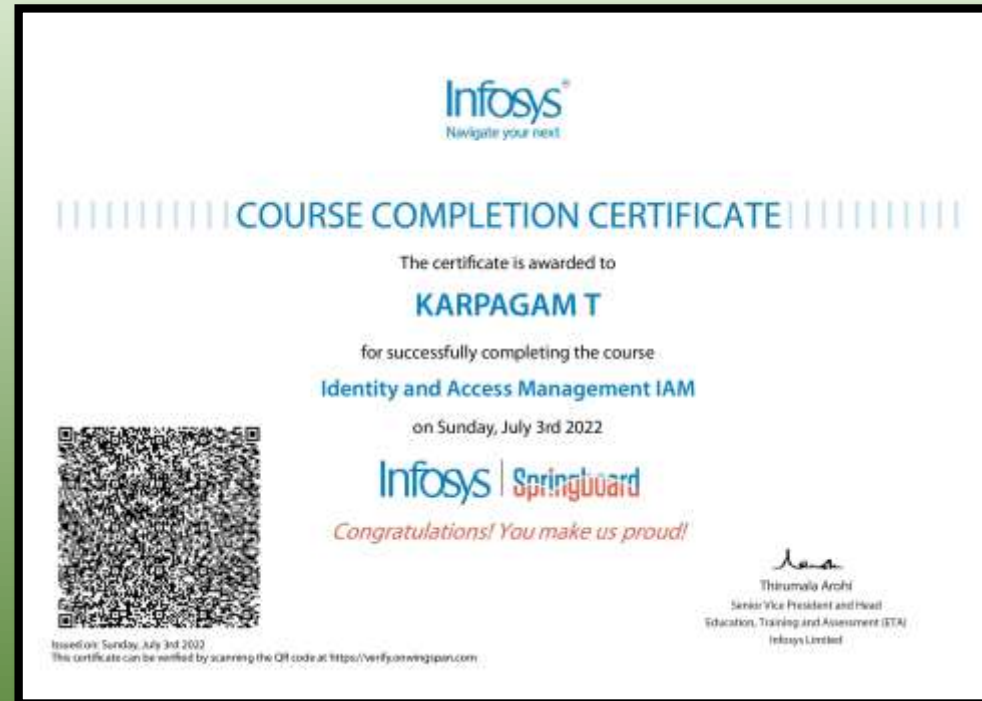 Infosys®
Navigate your next
COURSE COMPLETION CERTIFICATE
The certificate is awarded to
KARPAGAM T
for successfully completing the course
Identity and Access Management IAM
on Sunday, July 3rd 2022
Infosys | Springboard
Congratulations! You make us proud!
Thirumala Arohi
Senior Vice President and Head
Education, Training and Assessment (ETA)
Infosys Limited
Issued on: Sunday, July 3rd 2022
This certificate can be verified by scanning the QR code at https://verify.onwingspan.com